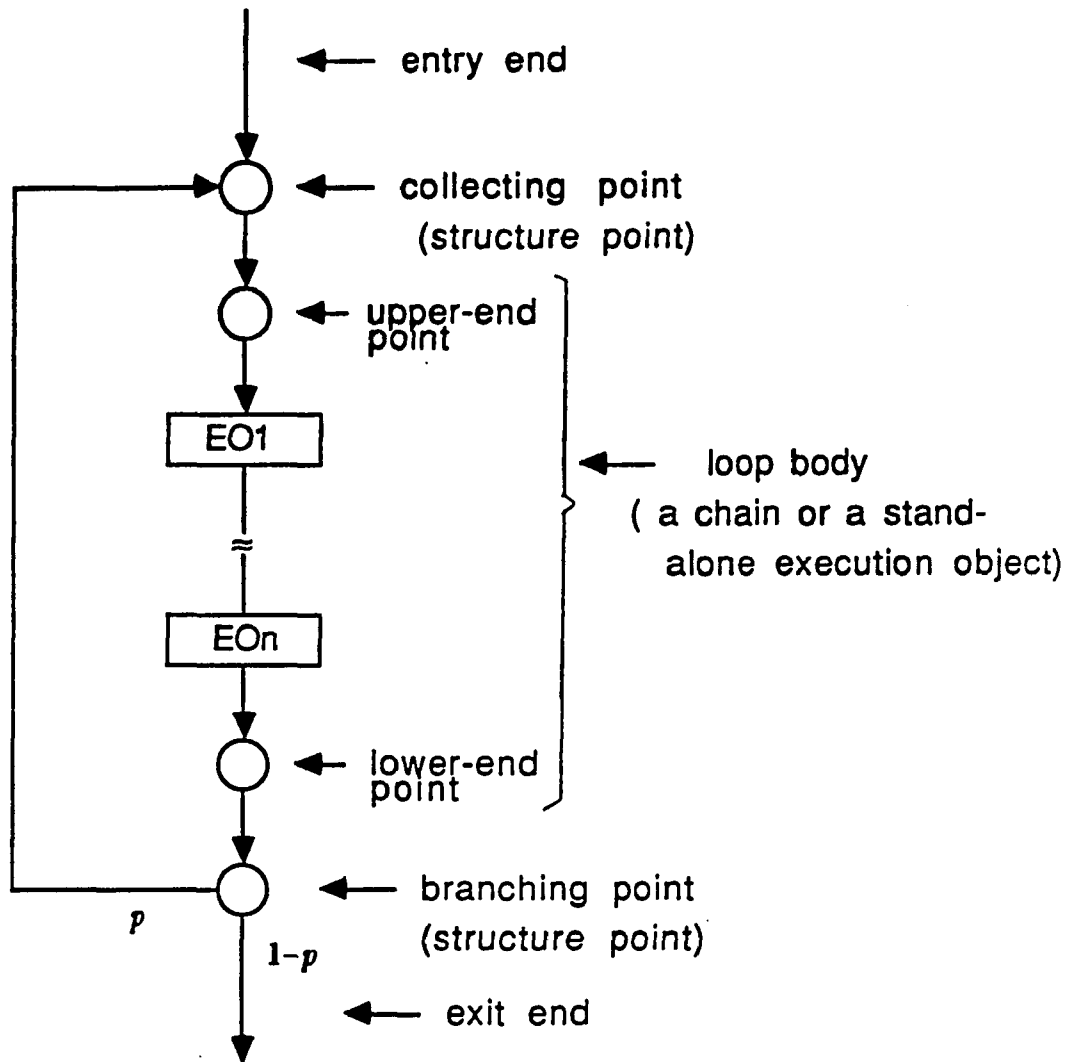 entry end
collecting point
(structure point)
upper-end
point
EO1
loop body
( a chain or a stand-
alone execution object)
≈
EOn
lower-end
point
branching point
(structure point)
p
1-p
exit end